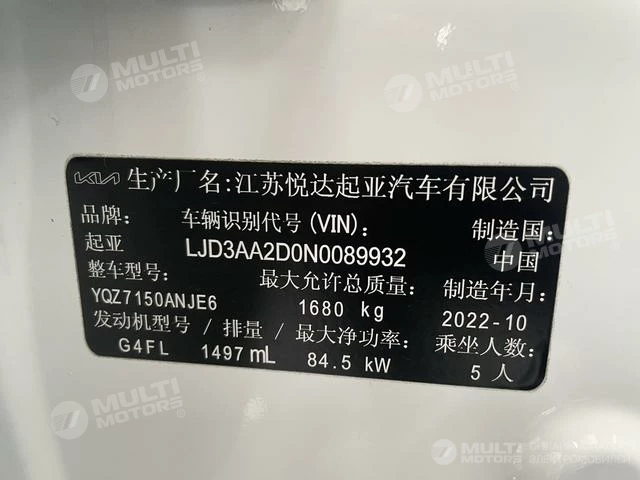 MULTI
MOTORS
MULTI
MOTORS
KIA 生产厂名:江苏悦达起亚汽车有限公司
品牌: 车辆识别代号(VIN): 制造国:
起亚 LJD3AA2D0N0089932 中国
整车型号: 最大允许总质量: 制造年月:
YQZ7150ANJE6 1680 kg 2022-10
发动机型号 / 排量 / 最大净功率: 乘坐人数:
G4FL 1497 mL 84.5 kW 5 人
MULTI
MOTORS
MULTI
MOTORS
MULTI
MOTORS